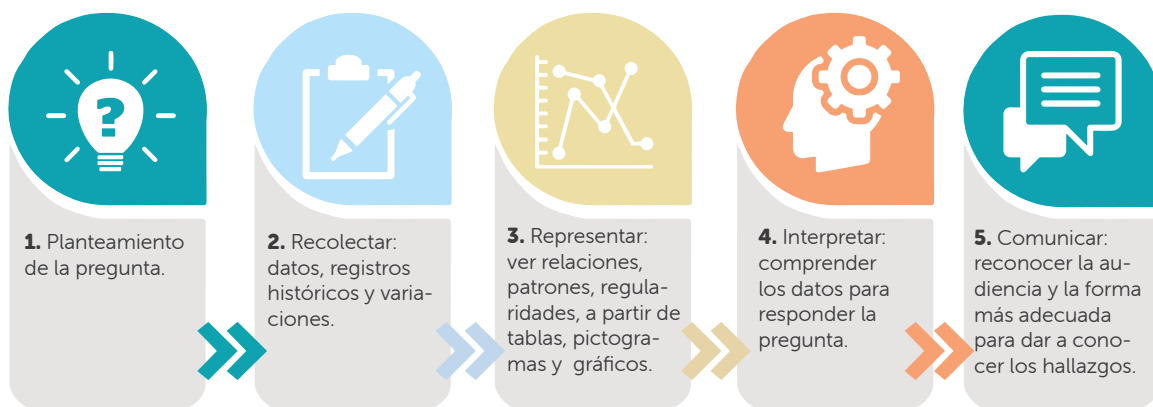 ?
1. Planteamiento
de la pregunta.
2. Recolectar:
datos, registros
históricos y varia-
ciones.
3. Representar:
ver relaciones,
patrones, regula-
ridades, a partir de
tablas, pictogra-
mas y gráficos.
4. Interpretar:
comprender
los datos para
responder la
pregunta.
5. Comunicar:
reconocer la au-
diencia y la forma
más adecuada
para dar a cono-
cer los hallazgos.